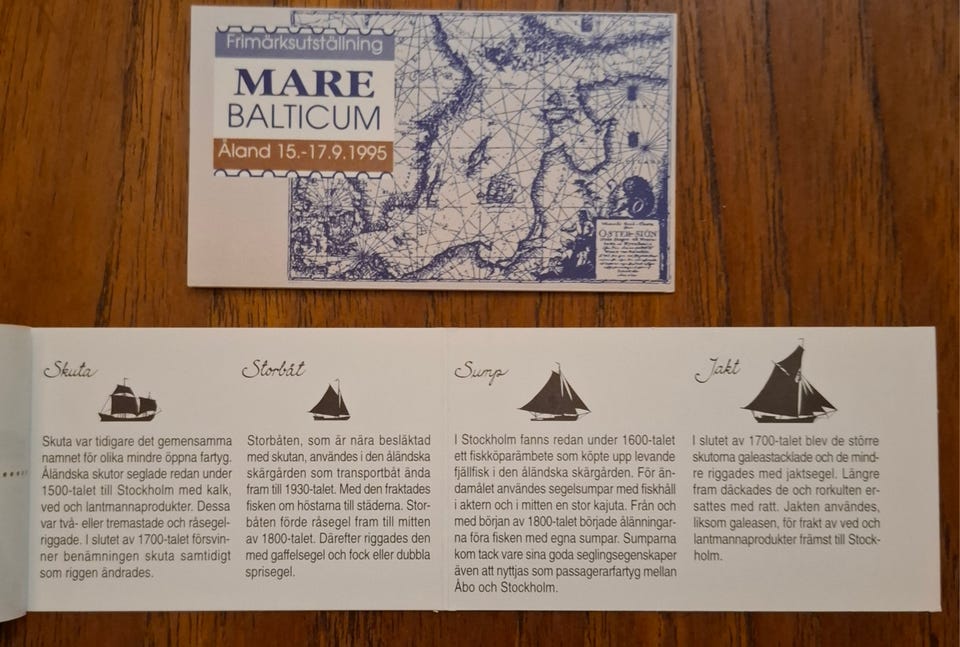 Frimärksutställning
MARE
BALTICUM
Åland 15.-17.9.1995
ÖSTER-SIÖN
Skuta
Skuta var tidigare det gemensamma
namnet för olika mindre öppna fartyg.
Åländska skutor seglade redan under
1500-talet till Stockholm med kalk,
ved och lantmannaprodukter. Dessa
var två- eller tremastade och råsegel-
riggade. I slutet av 1700-talet försvin-
ner benämningen skuta samtidigt
som riggen ändrades.
Storbåt
Storbåten, som är nära besläktad
med skutan, användes i den åländska
skärgården som transportbåt ända
fram till 1930-talet. Med den fraktades
fisken om höstarna till städerna. Stor-
båten förde råsegel fram till mitten
av 1800-talet. Därefter riggades den
med gaffelsegel och fock eller dubbla
sprisegel.
Sump
I Stockholm fanns redan under 1600-talet
ett fiskköparämbete som köpte upp levande
fjällfisk i den åländska skärgården. För än-
damålet användes segelsumpar med fiskhåll
i aktern och i mitten en stor kajuta. Från och
med början av 1800-talet började ålänningar-
na föra fisken med egna sumpar. Sumparna
kom tack vare sina goda seglingsegenskaper
även att nyttjas som passagerarfartyg mellan
Åbo och Stockholm.
Jakt
I slutet av 1700-talet blev de större
skutorna galeastacklade och de mind-
re riggades med jaktsegel. Längre
fram däckades de och rorkulten er-
sattes med ratt. Jakten användes,
liksom galeasen, för frakt av ved och
lantmannaprodukter främst till Stock-
holm.